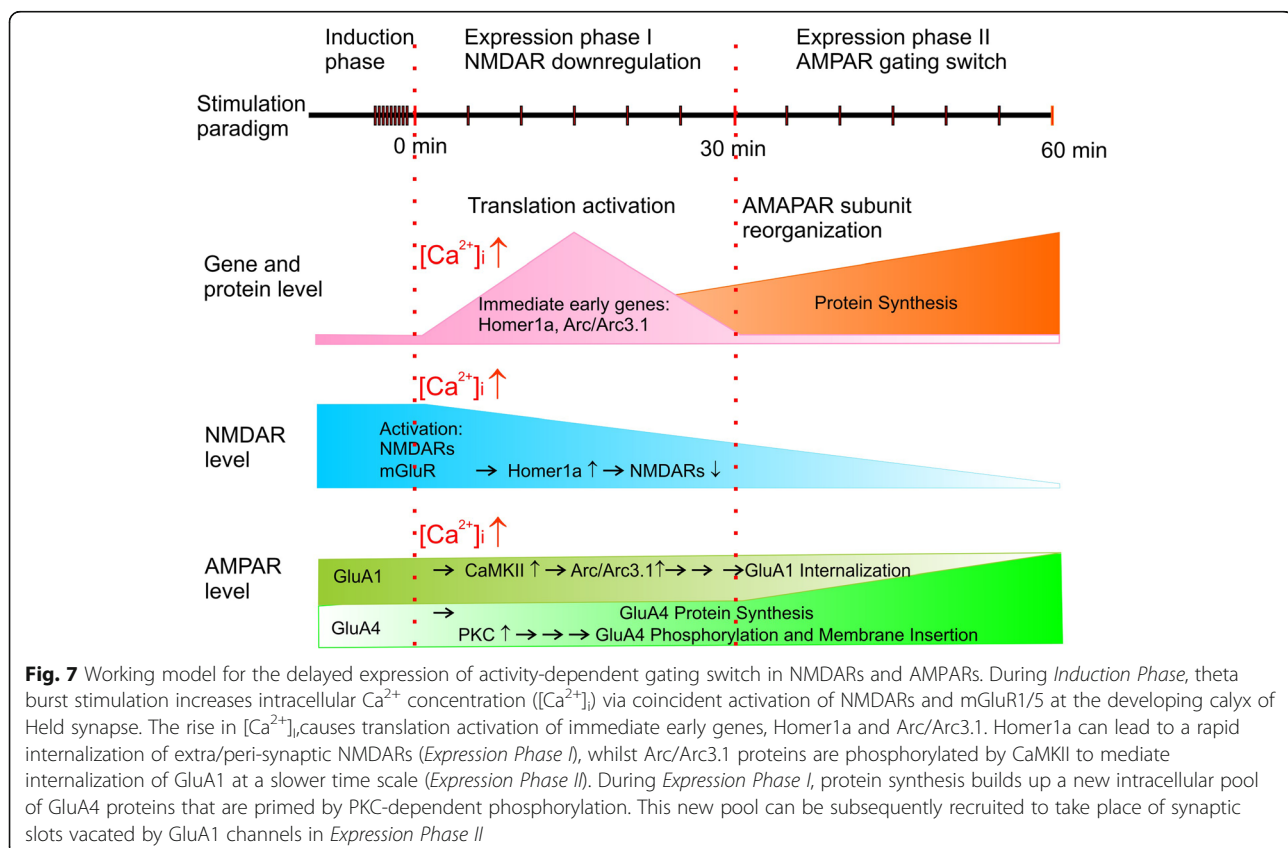 Induction
phase
Expression phase I
NMDAR downregulation
Expression phase II
AMPAR gating switch
Stimulation
paradigm
0 min
30 min
60 min
Translation activation
AMAPAR subunit
reorganization
Gene and
protein level
[Ca²⁺]i ↑
Immediate early genes:
Homer1a, Arc/Arc3.1
Protein Synthesis
[Ca²⁺]i ↑
NMDAR
level
Activation:
NMDARs
mGluR → Homer1a ↑ → NMDARs ↓
[Ca²⁺]i ↑
AMPAR
level
GluA1 → CaMKII ↑ → Arc/Arc3.1↑→ → →GluA1 Internalization
GluA4 → GluA4 Protein Synthesis
PKC ↑ → → → GluA4 Phosphorylation and Membrane Insertion
Fig. 7 Working model for the delayed expression of activity-dependent gating switch in NMDARs and AMPARs. During Induction Phase, theta
burst stimulation increases intracellular Ca²⁺ concentration ([Ca²⁺]i) via coincident activation of NMDARs and mGluR1/5 at the developing calyx of
Held synapse. The rise in [Ca²⁺]i,causes translation activation of immediate early genes, Homer1a and Arc/Arc3.1. Homer1a can lead to a rapid
internalization of extra/peri-synaptic NMDARs (Expression Phase I), whilst Arc/Arc3.1 proteins are phosphorylated by CaMKII to mediate
internalization of GluA1 at a slower time scale (Expression Phase II). During Expression Phase I, protein synthesis builds up a new intracellular pool
of GluA4 proteins that are primed by PKC-dependent phosphorylation. This new pool can be subsequently recruited to take place of synaptic
slots vacated by GluA1 channels in Expression Phase II